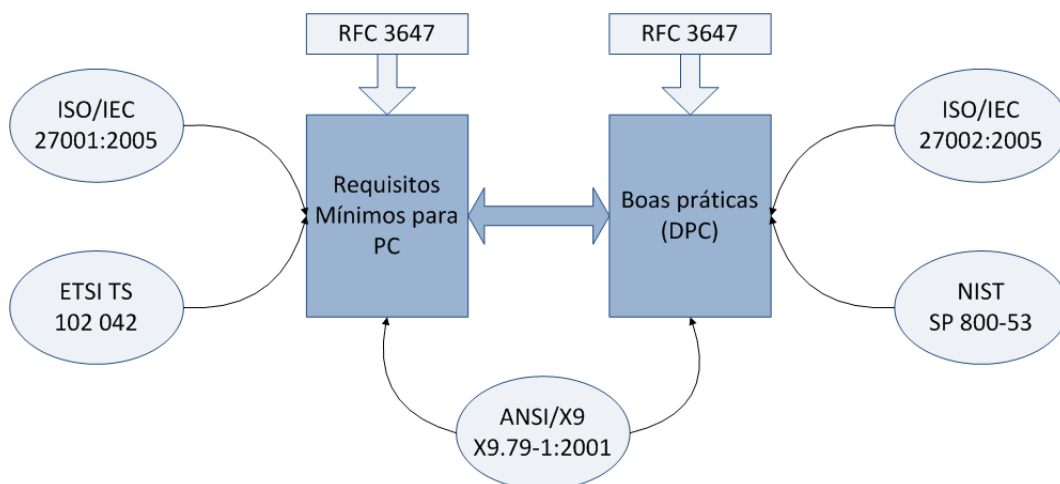 RFC 3647
RFC 3647
ISO/IEC
27001:2005
Requisitos
Mínimos para
PC
Boas práticas
(DPC)
ISO/IEC
27002:2005
ETSI TS
102 042
NIST
SP 800-53
ANSI/X9
X9.79-1:2001